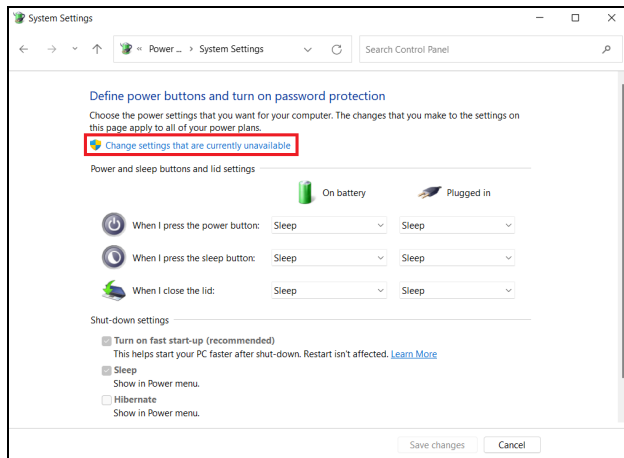 System Settings
« Power ... › System Settings
Search Control Panel
Define power buttons and turn on password protection
Choose the power settings that you want for your computer. The changes that you make to the settings on
this page apply to all of your power plans.
Change settings that are currently unavailable
Power and sleep buttons and lid settings
On battery Plugged in
When I press the power button: Sleep Sleep
When I press the sleep button: Sleep Sleep
When I close the lid: Sleep Sleep
Shut-down settings
Turn on fast start-up (recommended)
This helps start your PC faster after shut-down. Restart isn't affected. Learn More
Sleep
Show in Power menu.
Hibernate
Show in Power menu.
Save changes Cancel